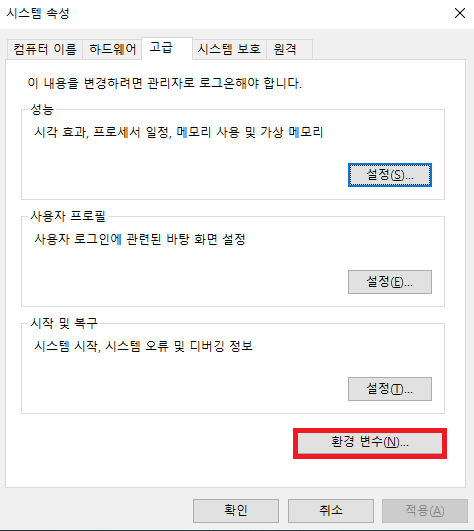 시스템 속성
컴퓨터 이름 하드웨어 고급 시스템 보호 원격
이 내용을 변경하려면 관리자로 로그온해야 합니다.
성능
시각 효과, 프로세서 일정, 메모리 사용 및 가상 메모리
설정(S)...
사용자 프로필
사용자 로그인에 관련된 바탕 화면 설정
설정(E)...
시작 및 복구
시스템 시작, 시스템 오류 및 디버깅 정보
설정(T)...
환경 변수(N)...
확인 취소 적용(A)